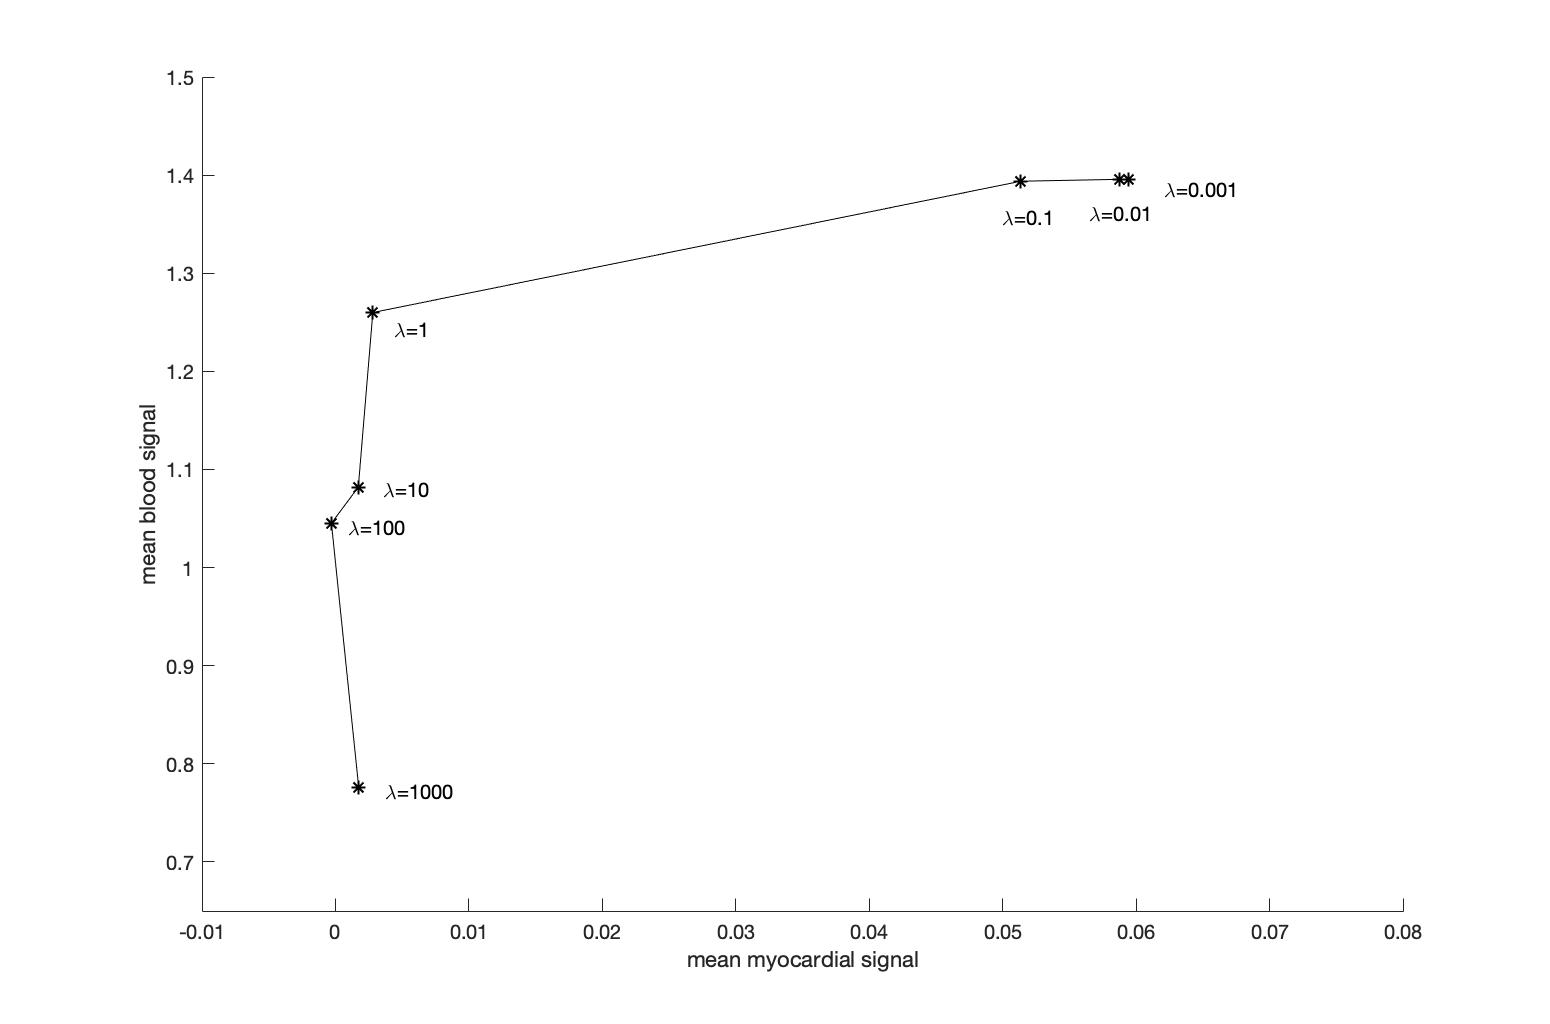 1.5
1.4
1.3
1.2
1.1
1
0.9
0.8
0.7
mean blood signal
λ=0.001
λ=0.01
λ=0.1
λ=1
λ=10
λ=100
λ=1000
-0.01 0 0.01 0.02 0.03 0.04 0.05 0.06 0.07 0.08
mean myocardial signal